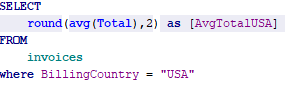 SELECT
round(avg(Total),2) as [AvgTotalUSA]
FROM
invoices
where BillingCountry = "USA"